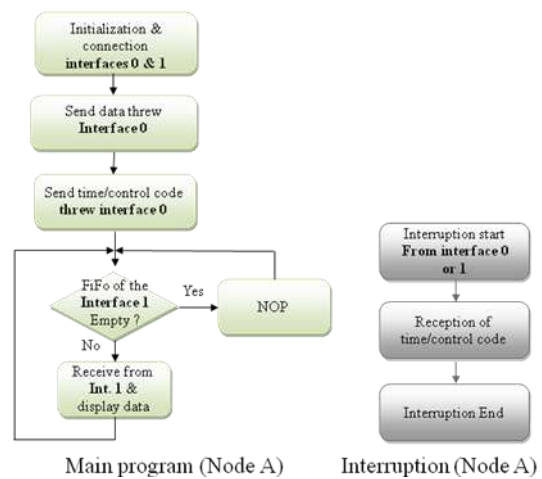 Initialization &
connection
interfaces 0 & 1
Send data threw
Interface 0
Send time/control code
threw interface 0
FiFo of the
Interface 1
Empty ?
Yes
NOP
No
Receive from
Int. 1 &
display data
Main program (Node A)
Interruption start
From interface 0
or 1
Reception of
time/control code
Interruption End
Interruption (Node A)